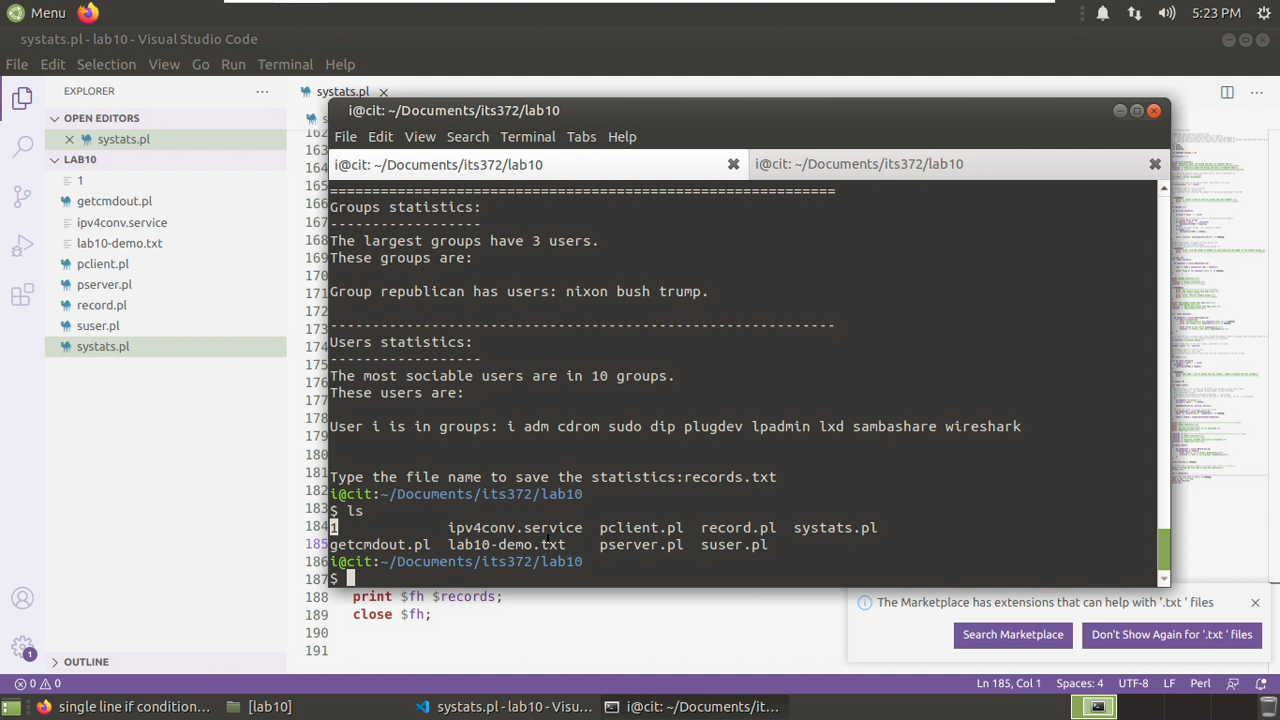 Menu
5:23 PM
systats.pl - lab10 - Visual Studio Code
File Edit Selection View Go Run Terminal Help
EXPLORER
systats.pl
OPEN EDITORS
systats.pl
LAB10
1
getcmdout.pl
ipv4conv.service
lab10-demo.txt
pclient.pl
pserver.pl
record.pl
suser.pl
systats.pl
OUTLINE
i@cit: ~/Documents/its372/lab10
File Edit View Search Terminal Tabs Help
i@cit: ~/Documents/its372/lab10
i@cit: ~/Documents/its372/lab10
============================================================
Groups statistics:
------------------
The largest groups have 3 users.
These groups are:
Group republican has users: nixon bush trump.
------------------------------------------------------------
Users statistics:
-----------------
The most sociable users are in 10 groups.
These users are:
User i is in groups: i adm cdrom sudo dip plugdev lpadmin lxd sambashare wireshark
Type the file name to save the statistics:records.txt
i@cit:~/Documents/its372/lab10
$ ls
1 ipv4conv.service pclient.pl record.pl systats.pl
getcmdout.pl lab10-demo.txt pserver.pl suser.pl
i@cit:~/Documents/its372/lab10
$
162
163
164
165
166
167
168
169
170
171
172
173
174
175
176
177
178
179
180
181
182
183
184
185
186
187
188 print $fh $records;
189 close $fh;
190
191
The Marketplace has extensions that can help with '.txt ' files
Search Marketplace
Don't Show Again for '.txt ' files
1
0 0
Ln 185, Col 1 Spaces: 4 UTF-8 LF Perl
single line if condition...
[lab10]
systats.pl - lab10 - Visu...
i@cit: ~/Documents/its...